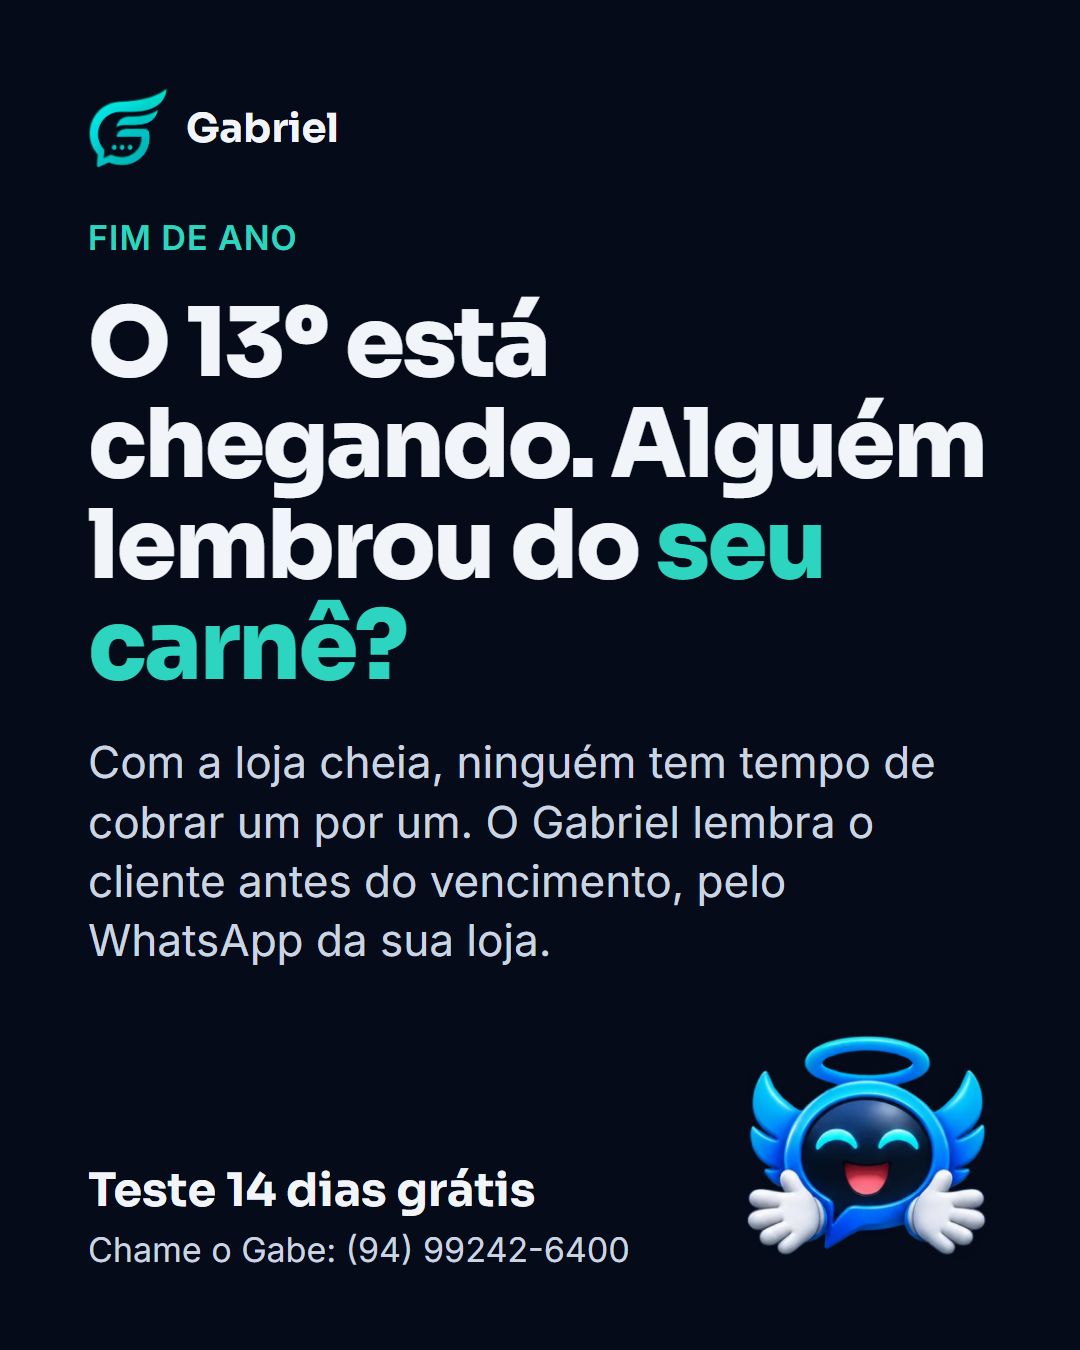 Gabriel
FIM DE ANO
O 13º está
chegando. Alguém
lembrou do seu
carnê?
Com a loja cheia, ninguém tem tempo de
cobrar um por um. O Gabriel lembra o
cliente antes do vencimento, pelo
WhatsApp da sua loja.
Teste 14 dias grátis
Chame o Gabe: (94) 99242-6400